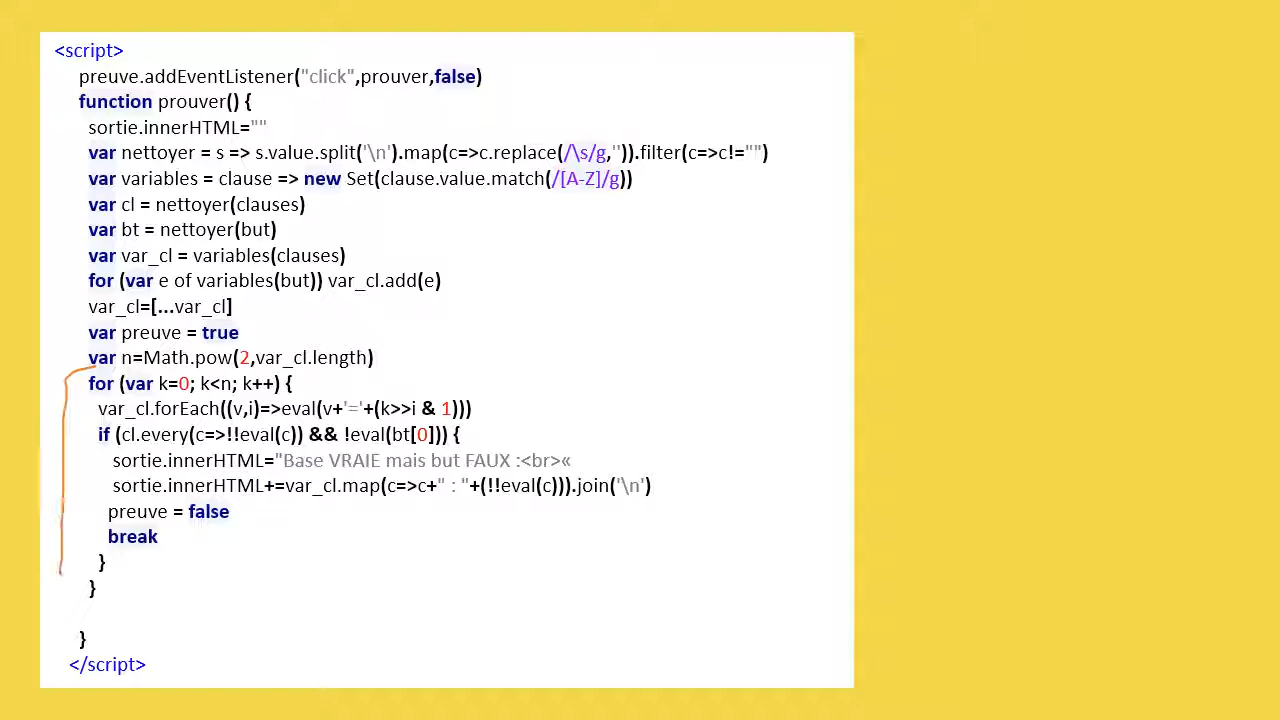 <script>
preuve.addEventListener("click",prouver,false)
function prouver() {
sortie.innerHTML=""
var nettoyer = s => s.value.split('\n').map(c=>c.replace(/\s/g,'')).filter(c=>c!="")
var variables = clause => new Set(clause.value.match(/[A-Z]/g))
var cl = nettoyer(clauses)
var bt = nettoyer(but)
var var_cl = variables(clauses)
for (var e of variables(but)) var_cl.add(e)
var_cl=[...var_cl]
var preuve = true
var n=Math.pow(2,var_cl.length)
for (var k=0; k<n; k++) {
var_cl.forEach((v,i)=>eval(v+'='+(k>>i & 1)))
if (cl.every(c=>!!eval(c)) && !eval(bt[0])) {
sortie.innerHTML="Base VRAIE mais but FAUX :<br>«
sortie.innerHTML+=var_cl.map(c=>c+" : "+(!!eval(c))).join('\n')
preuve = false
break
}
}
}
</script>